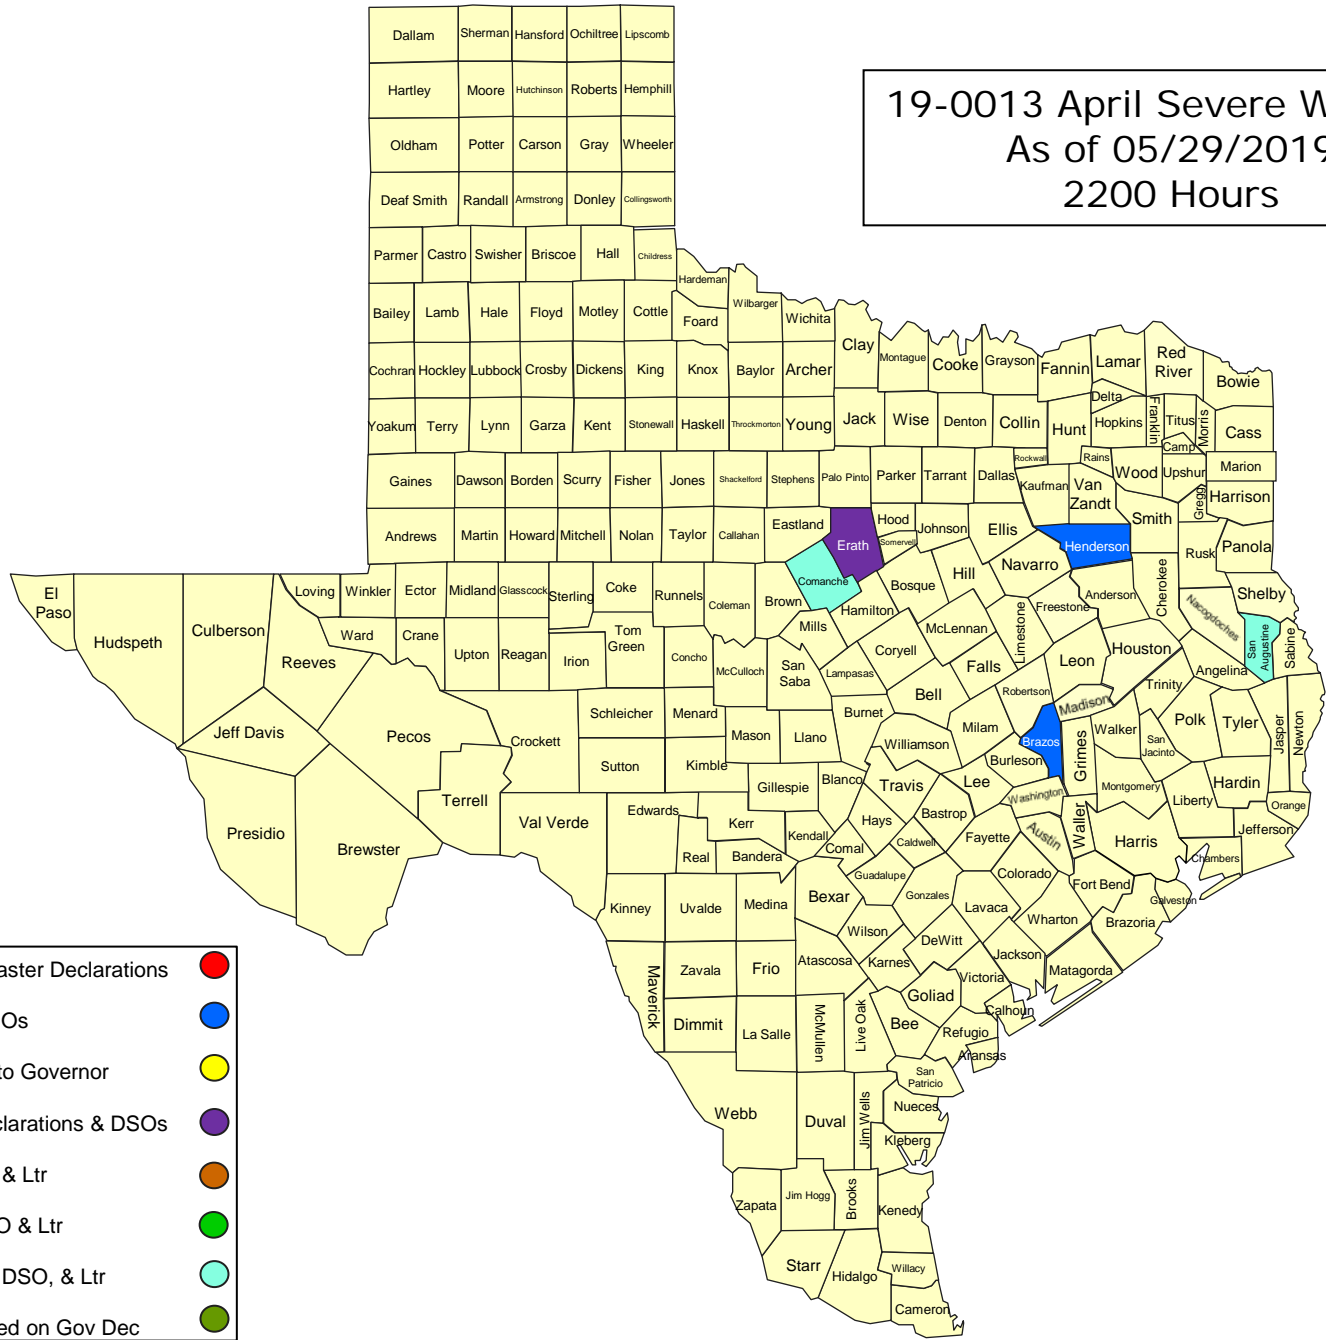 19-0013 April Severe W
As of 05/29/2019
2200 Hours
Dallam Sherman Hansford Ochiltree Lipscomb
Hartley Moore Hutchinson Roberts Hemphill
Oldham Potter Carson Gray Wheeler
Deaf Smith Randall Armstrong Donley Collingsworth
Parmer Castro Swisher Briscoe Hall Childress
Hardeman
Bailey Lamb Hale Floyd Motley Cottle Foard Wilbarger Wichita
Clay Montague Cooke Grayson Fannin Lamar Red
River Bowie
Cochran Hockley Lubbock Crosby Dickens King Knox Baylor Archer
Delta
Yoakum Terry Lynn Garza Kent Stonewall Haskell Throckmorton Young Jack Wise Denton Collin Hunt Hopkins Franklin Titus Morris Cass
Camp
Rockwall Rains Wood Upshur Marion
Gaines Dawson Borden Scurry Fisher Jones Shackelford Stephens Palo Pinto Parker Tarrant Dallas Kaufman Van
Zandt Gregg Harrison
Andrews Martin Howard Mitchell Nolan Taylor Callahan Eastland Erath Hood Somervell Johnson Ellis Henderson Smith Rusk Panola
El
Paso Hudspeth Culberson Loving Winkler Ector Midland Glasscock Sterling Coke Runnels Coleman Brown Comanche Hamilton Bosque Hill Navarro Freestone Anderson Cherokee Nacogdoches Shelby
Reeves Ward Crane Upton Reagan Irion Tom
Green Concho McCulloch San
Saba Mills Lampasas Coryell McLennan Limestone Falls Leon Houston Angelina San
Augustine Sabine
Jeff Davis Pecos Crockett Schleicher Menard Mason Llano Burnet Bell Milam Robertson Madison Trinity
Brazos Grimes Walker San
Jacinto Polk Tyler Jasper Newton
Presidio Brewster Terrell Val Verde Sutton Kimble Gillespie Blanco Williamson Travis Lee Burleson Washington Montgomery Liberty Hardin Orange
Edwards Kerr Real Bandera Kendall Comal Hays Caldwell Bastrop Fayette Austin Waller Harris Chambers Jefferson
Kinney Uvalde Medina Bexar Guadalupe Gonzales Lavaca Colorado Fort Bend Galveston
Wilson DeWitt Wharton Brazoria
Maverick Zavala Frio Atascosa Karnes Goliad Victoria Jackson Matagorda
Dimmit La Salle McMullen Live Oak Bee Refugio Calhoun
Aransas
San
Patricio
Webb Duval Jim Wells Nueces
Kleberg
Zapata Jim Hogg Brooks Kenedy
Starr Hidalgo Willacy
Cameron
aster Declarations
Os
to Governor
clarations & DSOs
& Ltr
O & Ltr
DSO, & Ltr
ed on Gov Dec